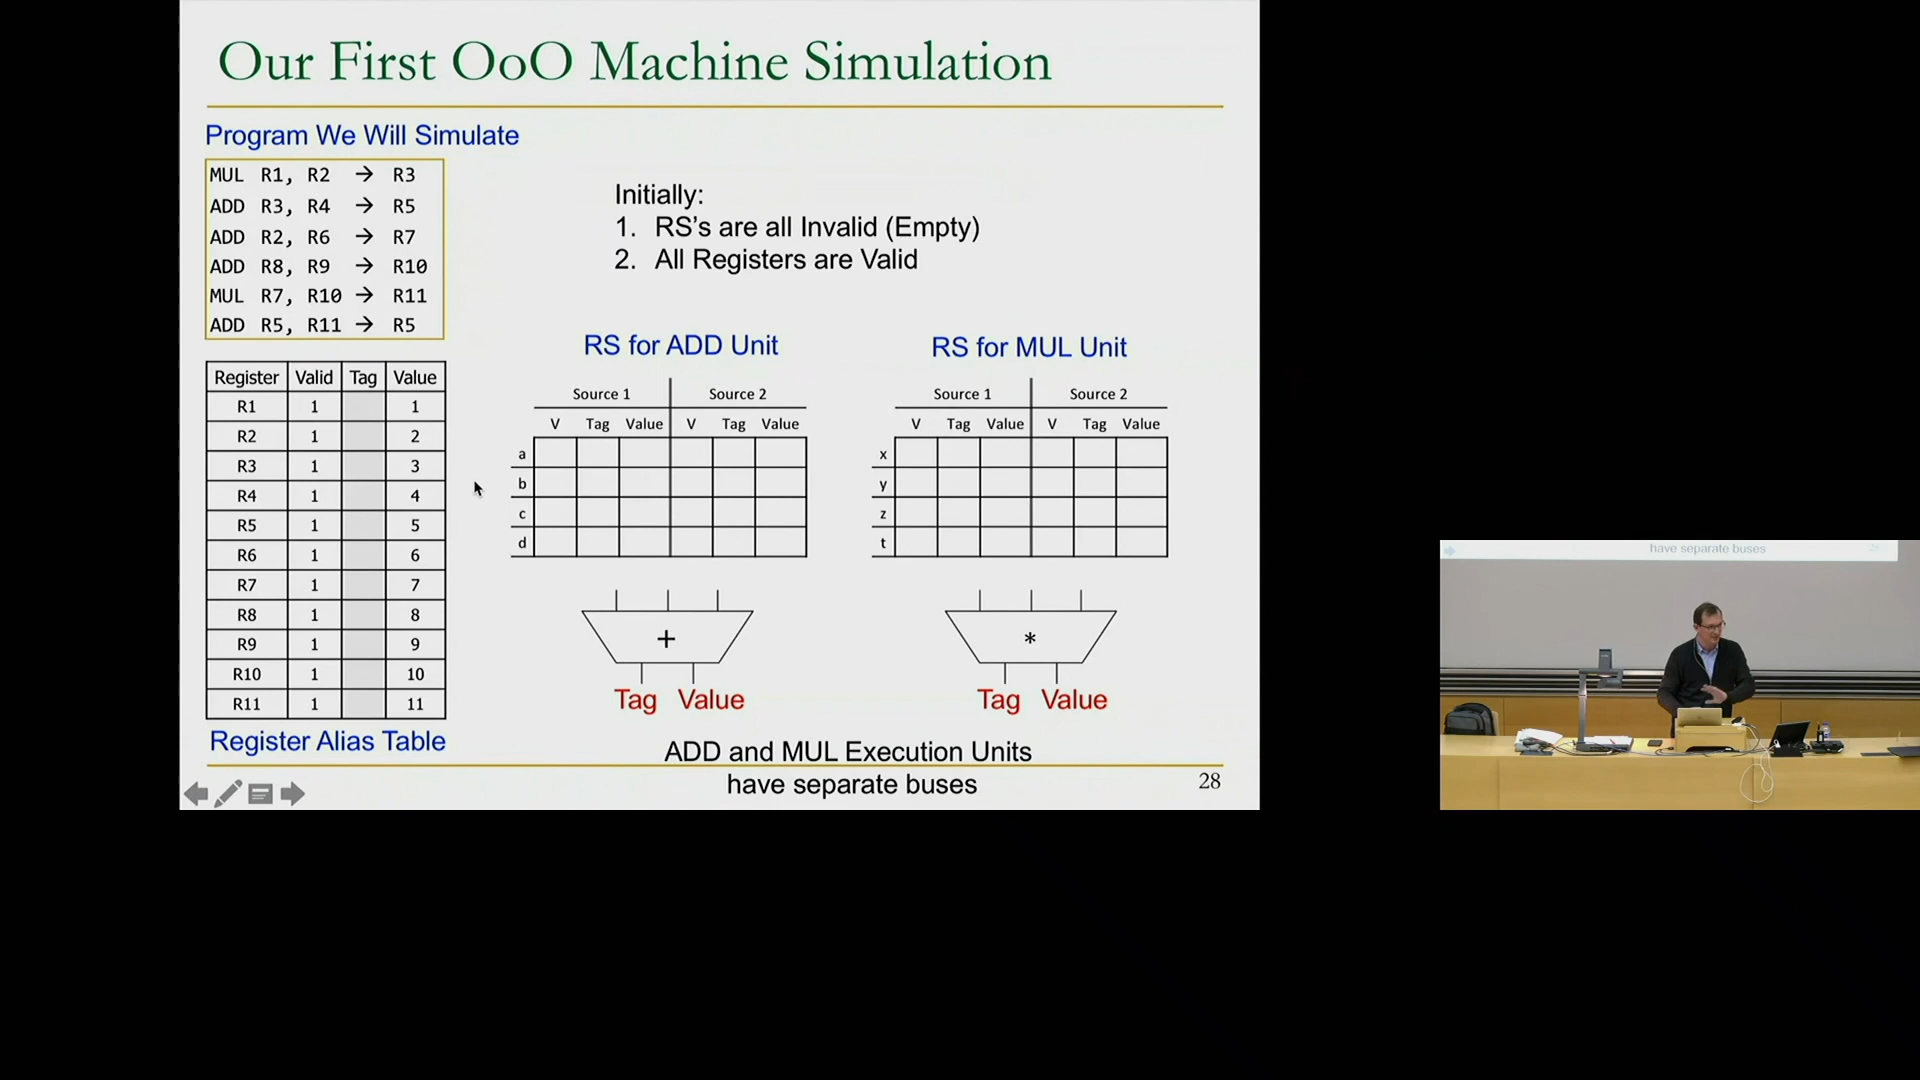 Our First OoO Machine Simulation
Program We Will Simulate
MUL R1, R2 → R3
ADD R3, R4 → R5
ADD R2, R6 → R7
ADD R8, R9 → R10
MUL R7, R10 → R11
ADD R5, R11 → R5
Initially:
1. RS's are all Invalid (Empty)
2. All Registers are Valid
Register Valid Tag Value
R1 1 1
R2 1 2
R3 1 3
R4 1 4
R5 1 5
R6 1 6
R7 1 7
R8 1 8
R9 1 9
R10 1 10
R11 1 11
Register Alias Table
RS for ADD Unit
Source 1 Source 2
V Tag Value V Tag Value
a
b
c
d
+
Tag Value
RS for MUL Unit
Source 1 Source 2
V Tag Value V Tag Value
x
y
z
t
*
Tag Value
ADD and MUL Execution Units
have separate buses
28
have separate buses